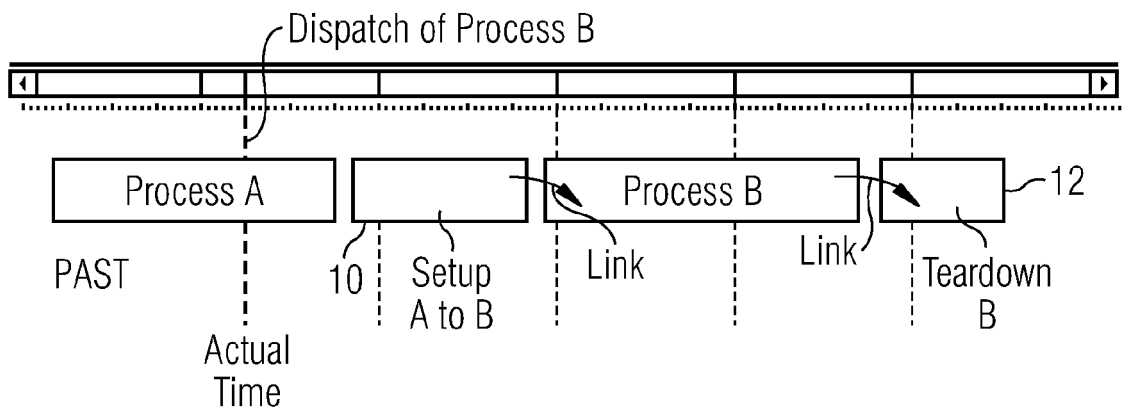 Dispatch of Process B
Process A
Process B
12
PAST
10
Setup
A to B
Link
Link
Teardown
B
Actual
Time